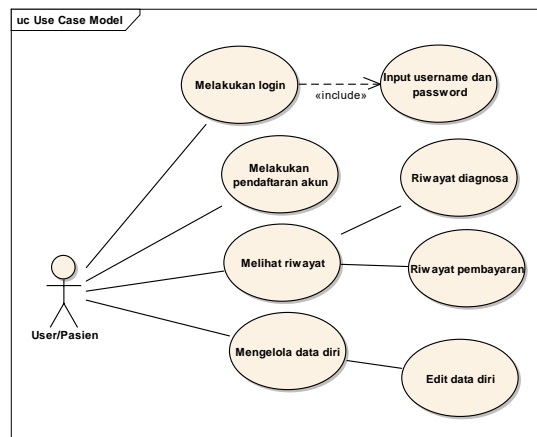 uc Use Case Model
Melakukan login
«include»
Input username dan
password
Melakukan
pendaftaran akun
Riwayat diagnosa
Melihat riwayat
Riwayat pembayaran
User/Pasien
Mengelola data diri
Edit data diri